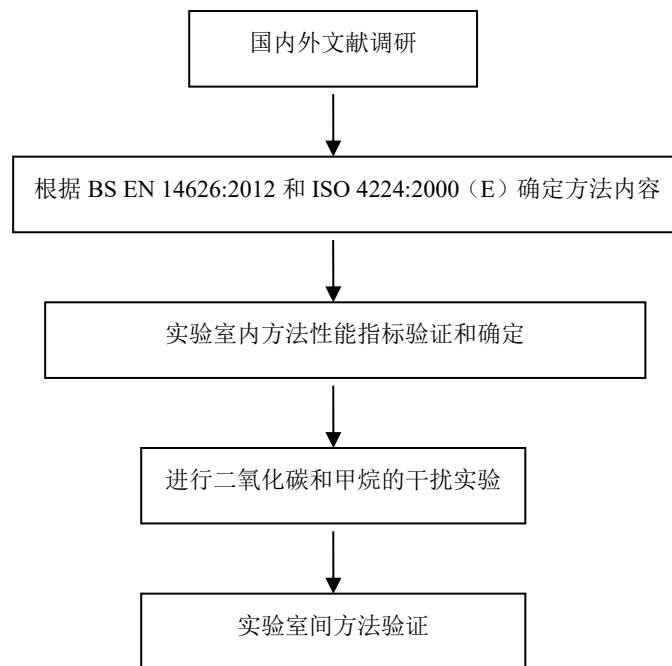 国内外文献调研
根据 BS EN 14626:2012 和 ISO 4224:2000（E）确定方法内容
实验室内方法性能指标验证和确定
进行二氧化碳和甲烷的干扰实验
实验室间方法验证